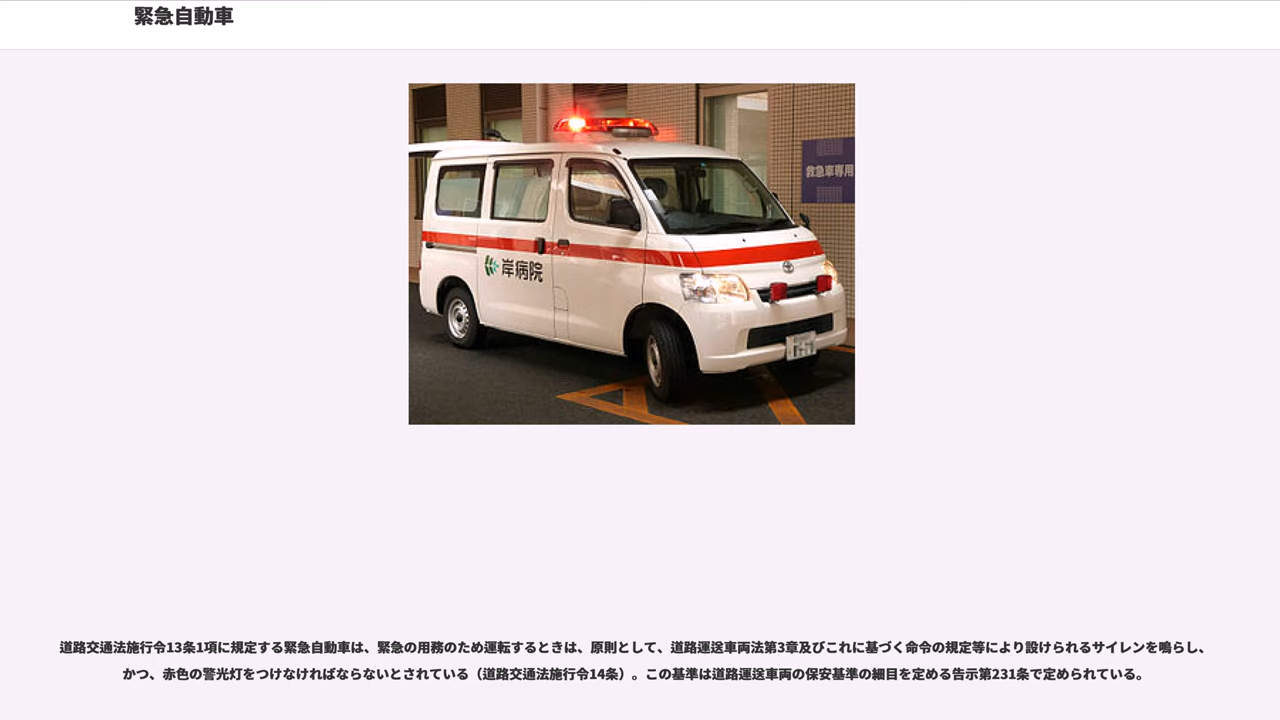 緊急自動車
救急車専用
岸病院
道路交通法施行令13条1項に規定する緊急自動車は、緊急の用務のため運転するときは、原則として、道路運送車両法第3章及びこれに基づく命令の規定等により設けられるサイレンを鳴らし、
かつ、赤色の警光灯をつけなければならないとされている（道路交通法施行令14条）。この基準は道路運送車両の保安基準の細目を定める告示第231条で定められている。